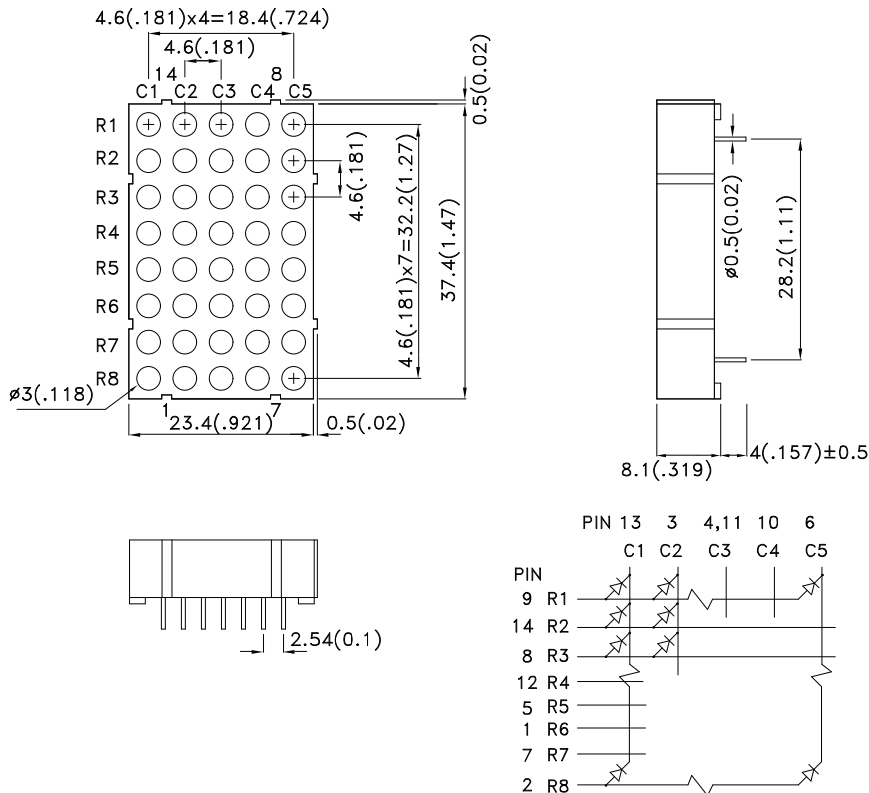 4.6(.181)x4=18.4(.724)
4.6(.181)
14 8
C1 C2 C3 C4 C5
R1
R2
R3
R4
R5
R6
R7
R8
4.6(.181)
4.6(.181)x7=32.2(1.27)
37.4(1.47)
0.5(0.02)
ø3(.118)
1 7
23.4(.921)
0.5(.02)
ø0.5(0.02)
28.2(1.11)
8.1(.319)
4(.157)±0.5
2.54(0.1)
PIN 13 3 4,11 10 6
C1 C2 C3 C4 C5
PIN
9 R1
14 R2
8 R3
12 R4
5 R5
1 R6
7 R7
2 R8